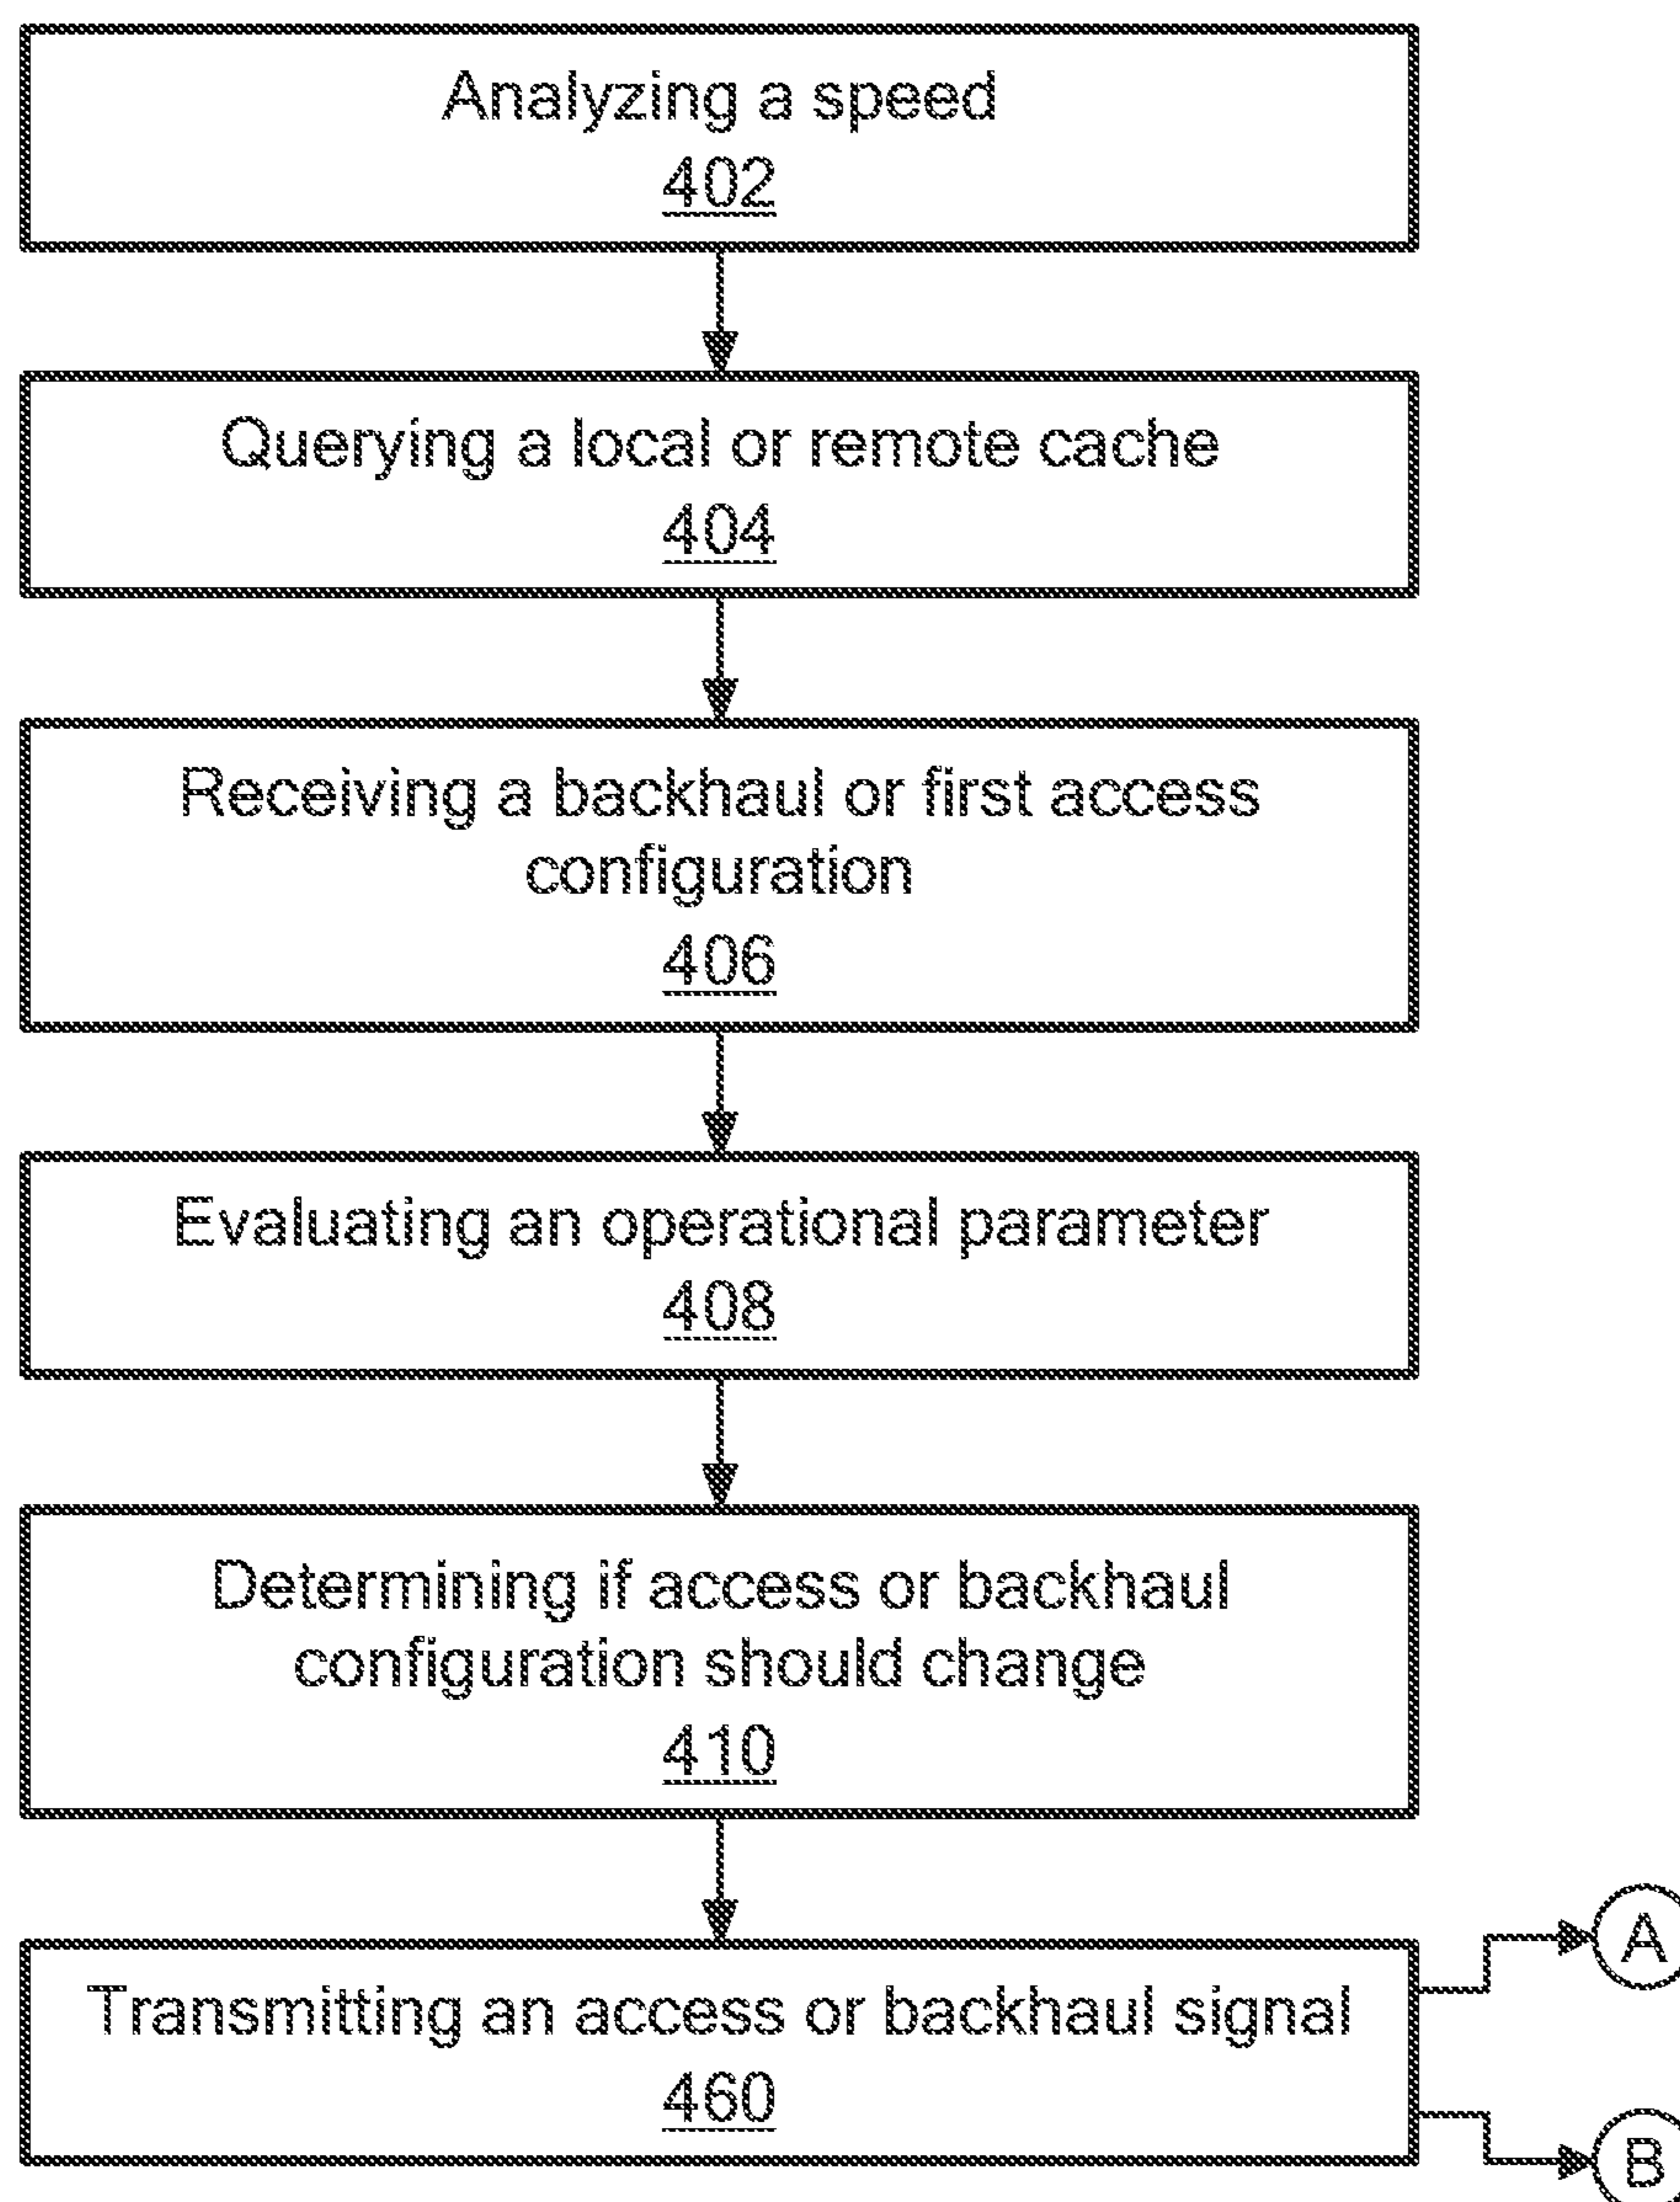 Analyzing a speed
402
Querying a local or remote cache
404
Receiving a backhaul or first access
configuration
406
Evaluating an operational parameter
408
Determining if access or backhaul
configuration should change
410
A
Transmitting an access or backhaul signal
460
B